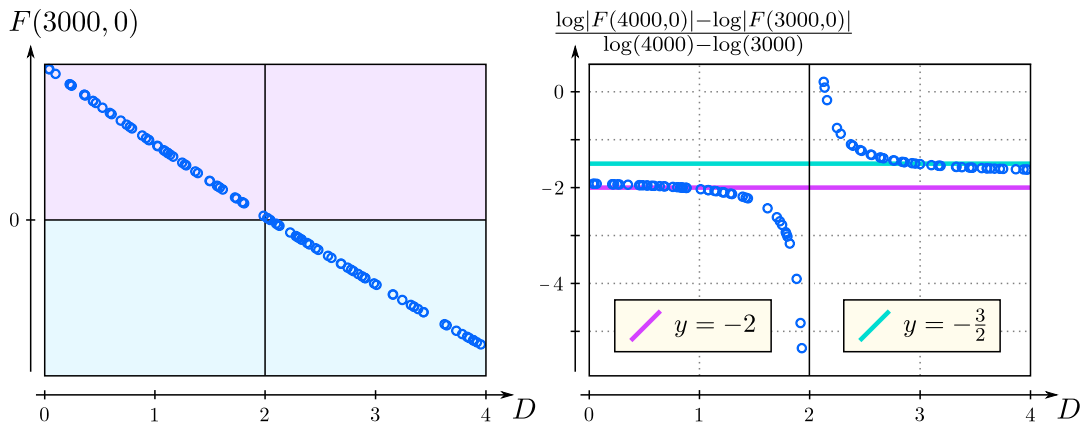 F(3000, 0)
0
0 1 2 3 4 D
log|F(4000,0)|−log|F(3000,0)|
log(4000)−log(3000)
0
−2
−4
y = −2
y = −3/2
0 1 2 3 4 D